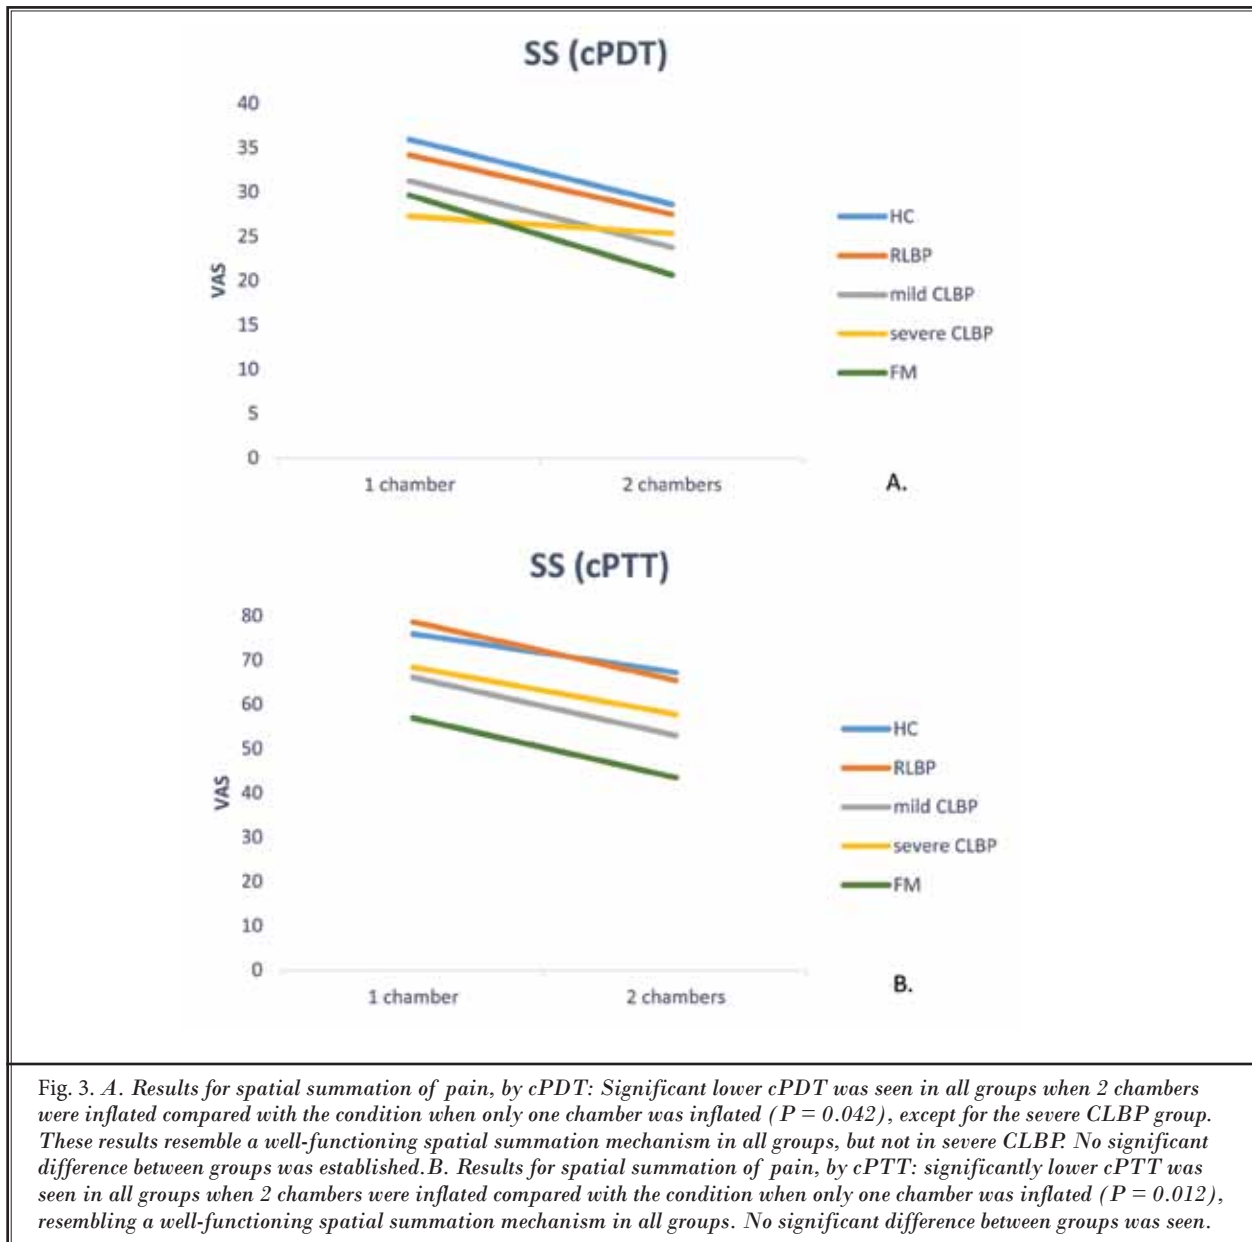 SS (cPDT)
40
35
30
25
20
15
10
5
0
VAS
1 chamber
2 chambers
HC
RLBP
mild CLBP
severe CLBP
FM
A.
SS (cPTT)
80
70
60
50
40
30
20
10
0
VAS
1 chamber
2 chambers
HC
RLBP
mild CLBP
severe CLBP
FM
B.
Fig. 3. A. Results for spatial summation of pain, by cPDT: Significant lower cPDT was seen in all groups when 2 chambers
were inflated compared with the condition when only one chamber was inflated (P = 0.042), except for the severe CLBP group.
These results resemble a well-functioning spatial summation mechanism in all groups, but not in severe CLBP. No significant
difference between groups was established.B. Results for spatial summation of pain, by cPTT: significantly lower cPTT was
seen in all groups when 2 chambers were inflated compared with the condition when only one chamber was inflated (P = 0.012),
resembling a well-functioning spatial summation mechanism in all groups. No significant difference between groups was seen.